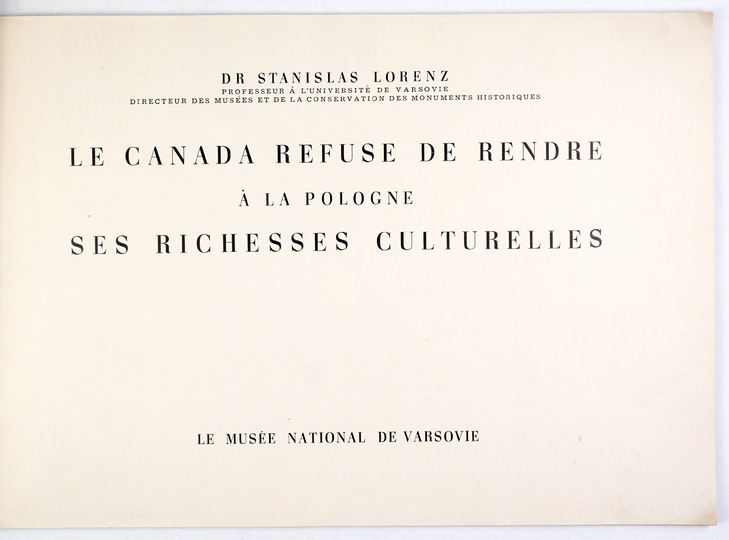 DR STANISLAS LORENZ
PROFESSEUR À L'UNIVERSITÉ DE VARSOVIE
DIRECTEUR DES MUSÉES ET DE LA CONSERVATION DES MONUMENTS HISTORIQUES
LE CANADA REFUSE DE RENDRE
À LA POLOGNE
SES RICHESSES CULTURELLES
LE MUSÉE NATIONAL DE VARSOVIE